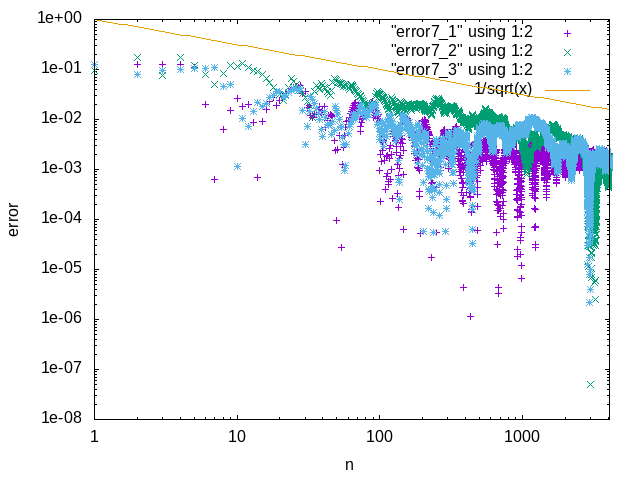 1e+00
1e-01
1e-02
1e-03
1e-04
1e-05
1e-06
1e-07
1e-08
error
"error7_1" using 1:2
"error7_2" using 1:2
"error7_3" using 1:2
1/sqrt(x)
1 10 100 1000
n